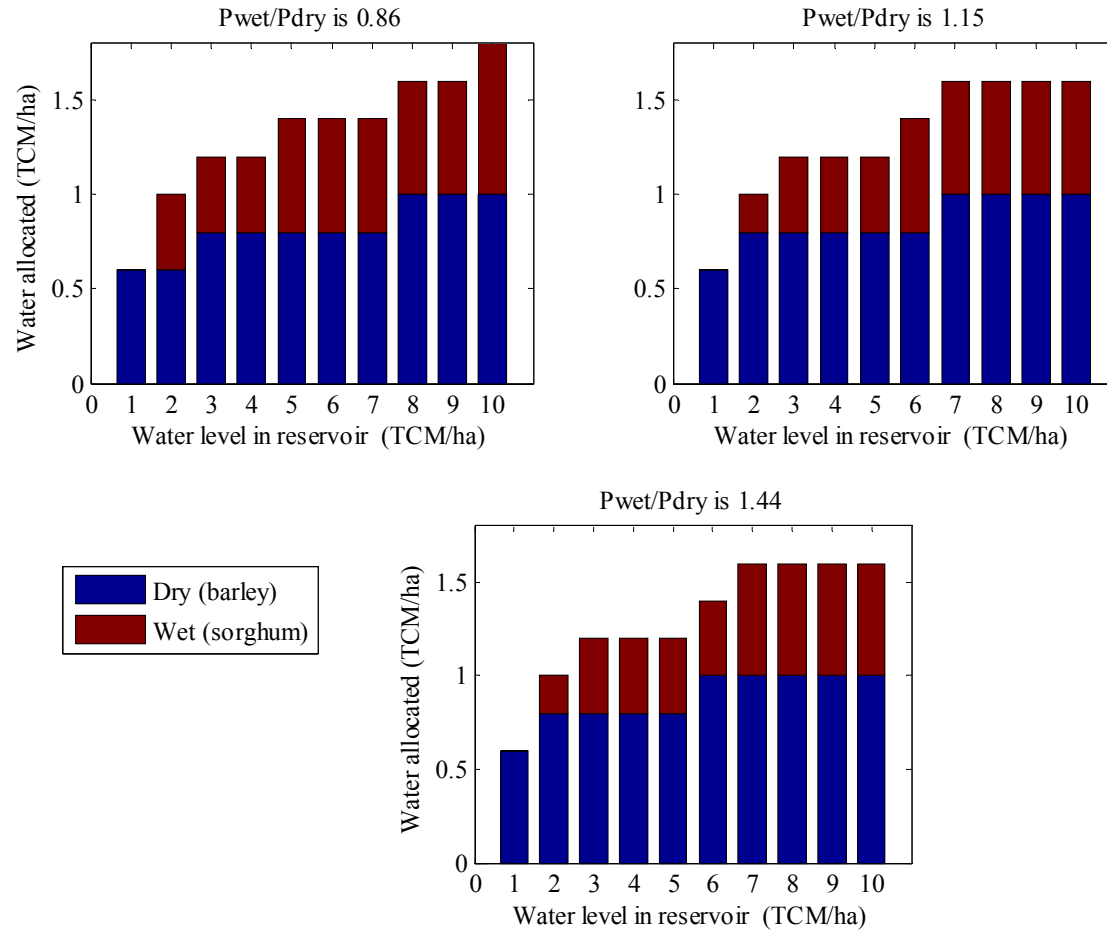 Pwet/Pdry is 0.86
Water allocated (TCM/ha)
1.5
1
0.5
0
0 1 2 3 4 5 6 7 8 9 10
Water level in reservoir (TCM/ha)
Pwet/Pdry is 1.15
Water allocated (TCM/ha)
1.5
1
0.5
0
0 1 2 3 4 5 6 7 8 9 10
Water level in reservoir (TCM/ha)
Dry (barley)
Wet (sorghum)
Pwet/Pdry is 1.44
Water allocated (TCM/ha)
1.5
1
0.5
0
0 1 2 3 4 5 6 7 8 9 10
Water level in reservoir (TCM/ha)